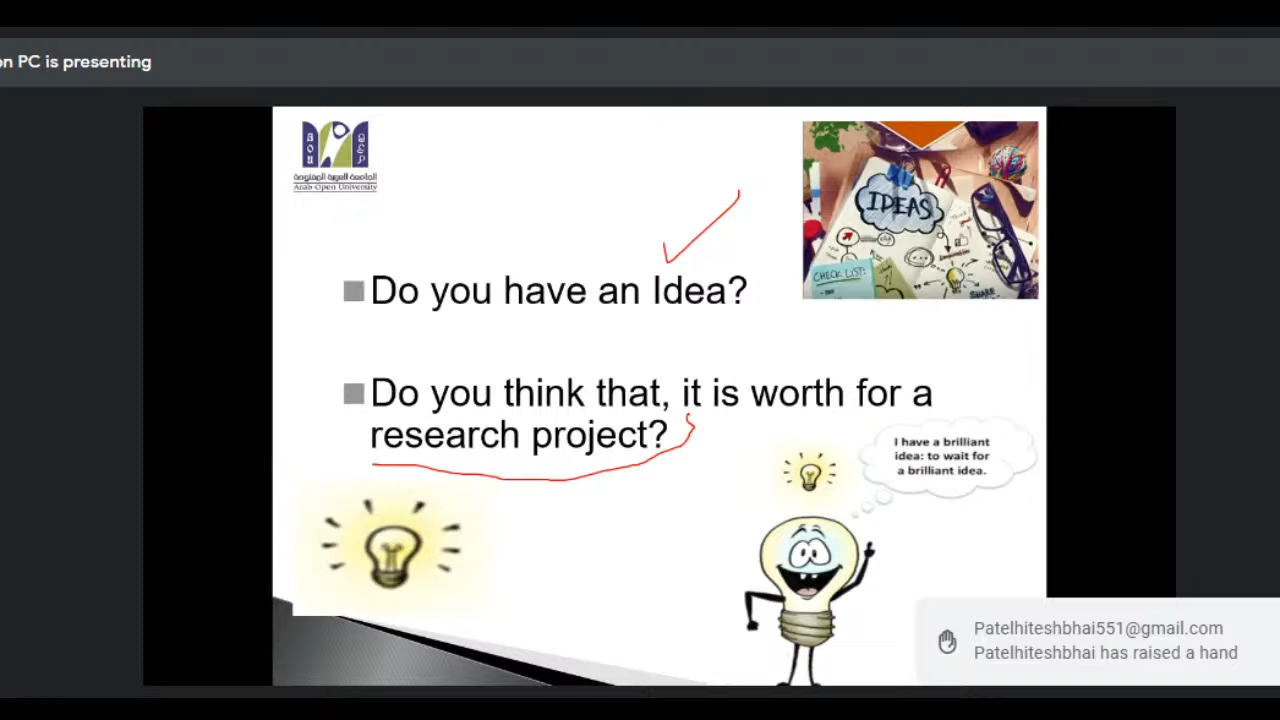 on PC is presenting
AOU
الجامعة العربية المفتوحة
Arab Open University
IDEAS
CHECK LIST:
SHARE
Do you have an Idea?
Do you think that, it is worth for a
research project?
I have a brilliant
idea: to wait for
a brilliant idea.
Patelhiteshbhai551@gmail.com
Patelhiteshbhai has raised a hand